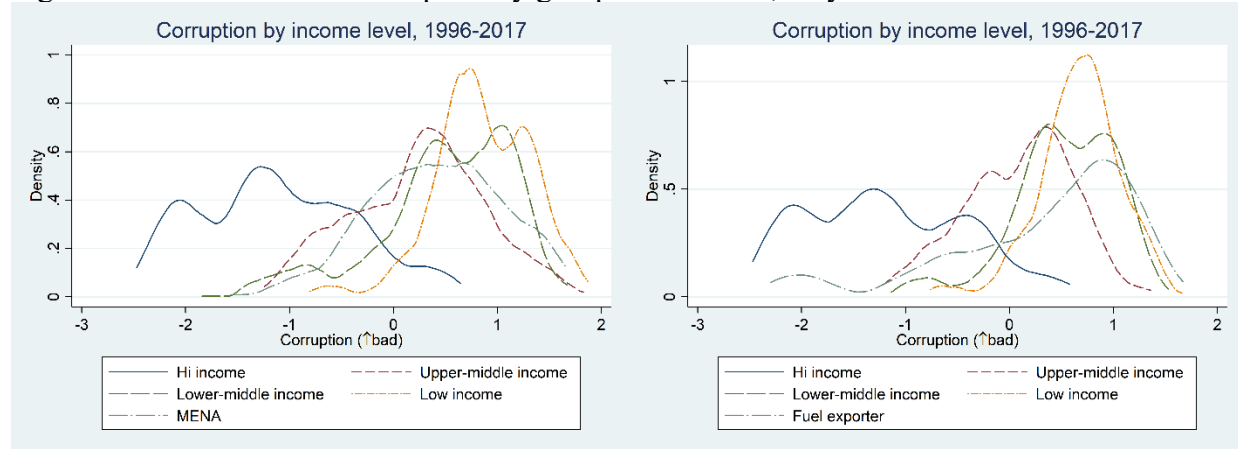 Corruption by income level, 1996-2017
Density
0 .2 .4 .6 .8 1
-3 -2 -1 0 1 2
Corruption (↑bad)
Hi income Upper-middle income
Lower-middle income Low income
MENA
Corruption by income level, 1996-2017
Density
0 .5 1
-3 -2 -1 0 1 2
Corruption (↑bad)
Hi income Upper-middle income
Lower-middle income Low income
Fuel exporter